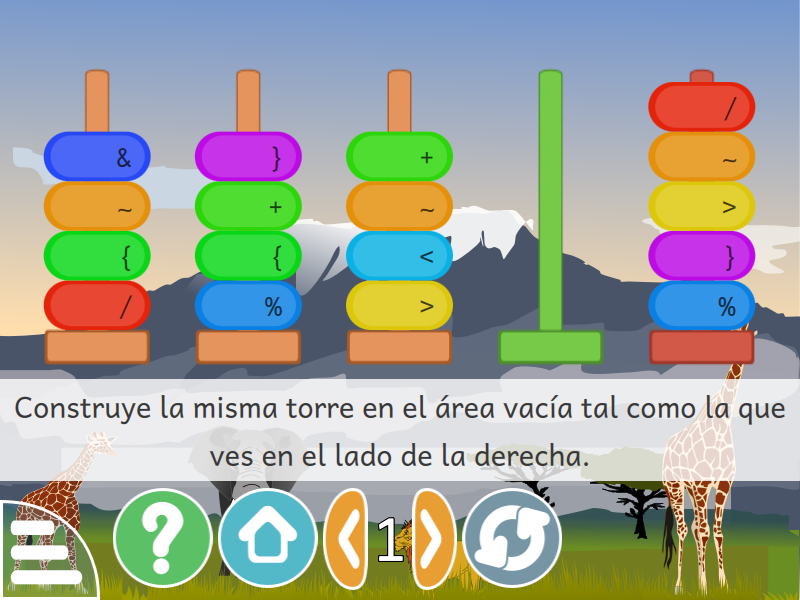 & } + /
~ + ~ ~
{ { < >
/ % > }
%
Construye la misma torre en el área vacía tal como la que
ves en el lado de la derecha.
? 1